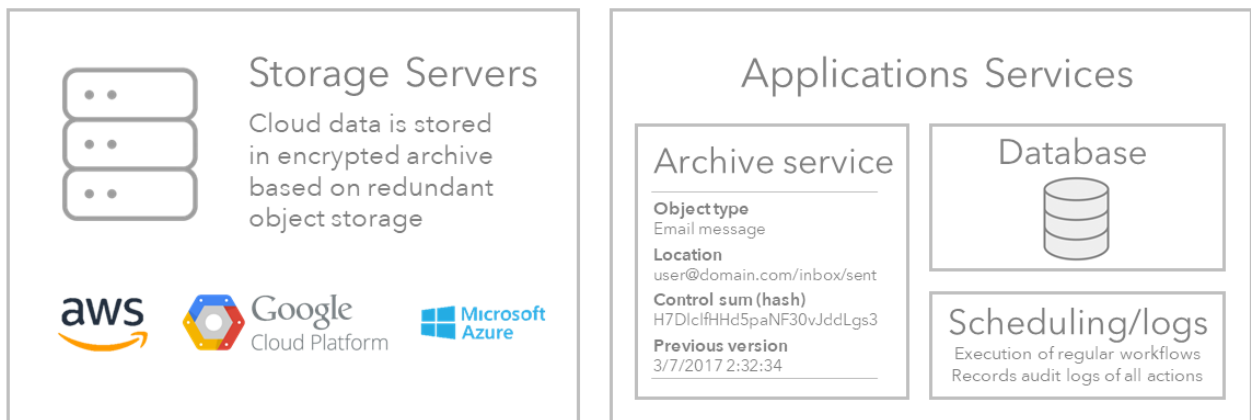 Storage Servers
Cloud data is stored
in encrypted archive
based on redundant
object storage
aws
Google
Cloud Platform
Microsoft
Azure
Applications Services
Archive service
Object type
Email message
Location
user@domain.com/inbox/sent
Control sum (hash)
H7DlclfHHd5paNF30vJddLgs3
Previous version
3/7/2017 2:32:34
Database
Scheduling/logs
Execution of regular workflows
Records audit logs of all actions